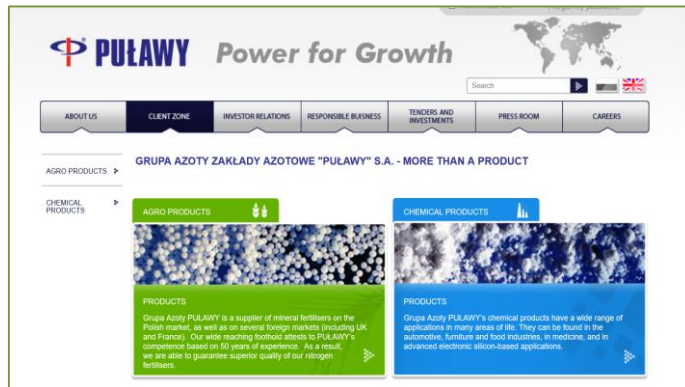 PUŁAWY
Power for Growth
Search
ABOUT US
CLIENT ZONE
INVESTOR RELATIONS
RESPONSIBLE BUISNESS
TENDERS AND
INVESTMENTS
PRESS ROOM
CAREERS
AGRO PRODUCTS
CHEMICAL
PRODUCTS
GRUPA AZOTY ZAKŁADY AZOTOWE "PUŁAWY" S.A. - MORE THAN A PRODUCT
AGRO PRODUCTS
PRODUCTS
Grupa Azoty PUŁAWY is a supplier of mineral fertilisers on the
Polish market, as well as on several foreign markets (including UK
and France). Our wide reaching foothold attests to PUŁAWY's
competence based on 50 years of experience. As a result,
we are able to guarantee superior quality of our nitrogen
fertilisers.
CHEMICAL PRODUCTS
PRODUCTS
Grupa Azoty PUŁAWY's chemical products have a wide range of
applications in many areas of life. They can be found in the
automotive, furniture and food industries, in medicine, and in
advanced electronic silicon-based applications.